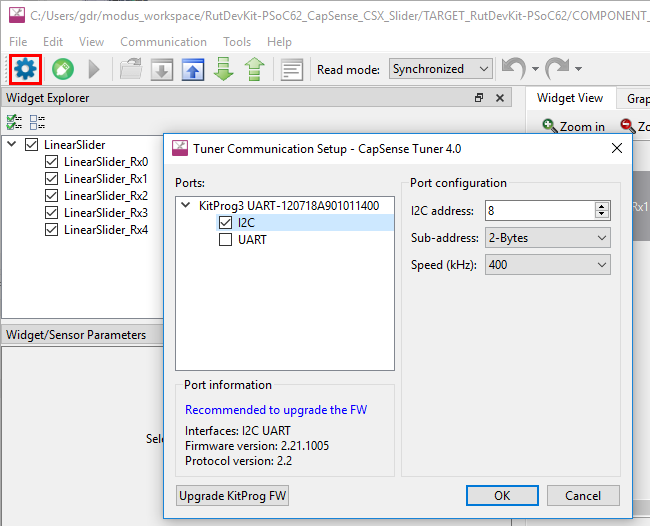 C:/Users/gdr/modus_workspace/RutDevKit-PSoC62_CapSense_CSX_Slider/TARGET_RutDevKit-PSoC62/COMPONENT_
File Edit View Communication Tools Help
Read mode: Synchronized
Widget Explorer
LinearSlider
LinearSlider_Rx0
LinearSlider_Rx1
LinearSlider_Rx2
LinearSlider_Rx3
LinearSlider_Rx4
Widget/Sensor Parameters
Sele
Widget View Grap
Zoom in Zo
Rx1
Tuner Communication Setup - CapSense Tuner 4.0
Ports:
KitProg3 UART-120718A901011400
I2C
UART
Port configuration
I2C address: 8
Sub-address: 2-Bytes
Speed (kHz): 400
Port information
Recommended to upgrade the FW
Interfaces: I2C UART
Firmware version: 2.21.1005
Protocol version: 2.2
Upgrade KitProg FW
OK
Cancel